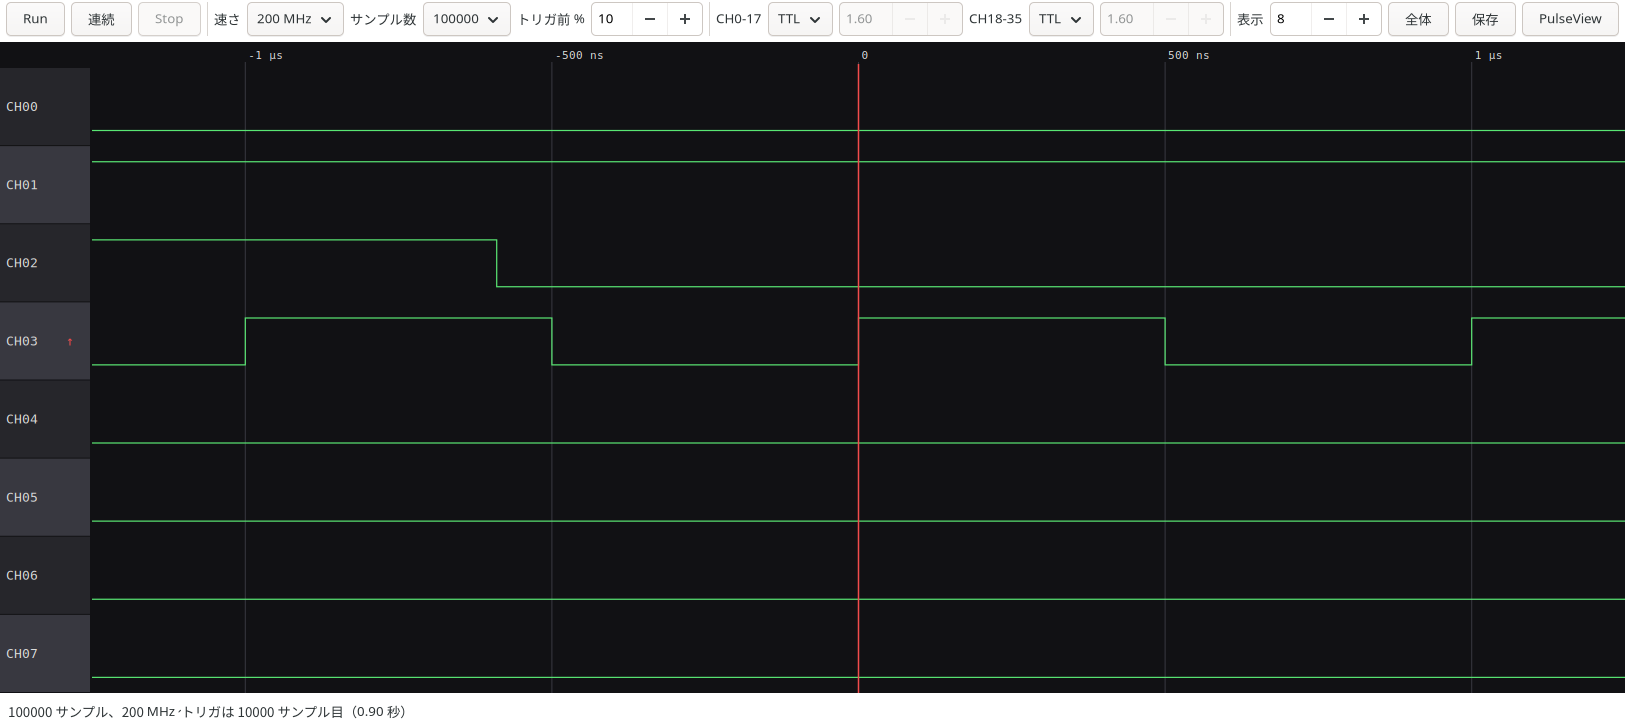 Run 連続 Stop 速さ 200 MHz サンプル数 100000 トリガ前 % 10 − + CH0-17 TTL 1.60 − + CH18-35 TTL 1.60 − + 表示 8 − + 全体 保存 PulseView
-1 µs -500 ns 0 500 ns 1 µs
CH00
CH01
CH02
CH03 ↑
CH04
CH05
CH06
CH07
100000 サンプル、200 MHz・トリガは 10000 サンプル目（0.90 秒）